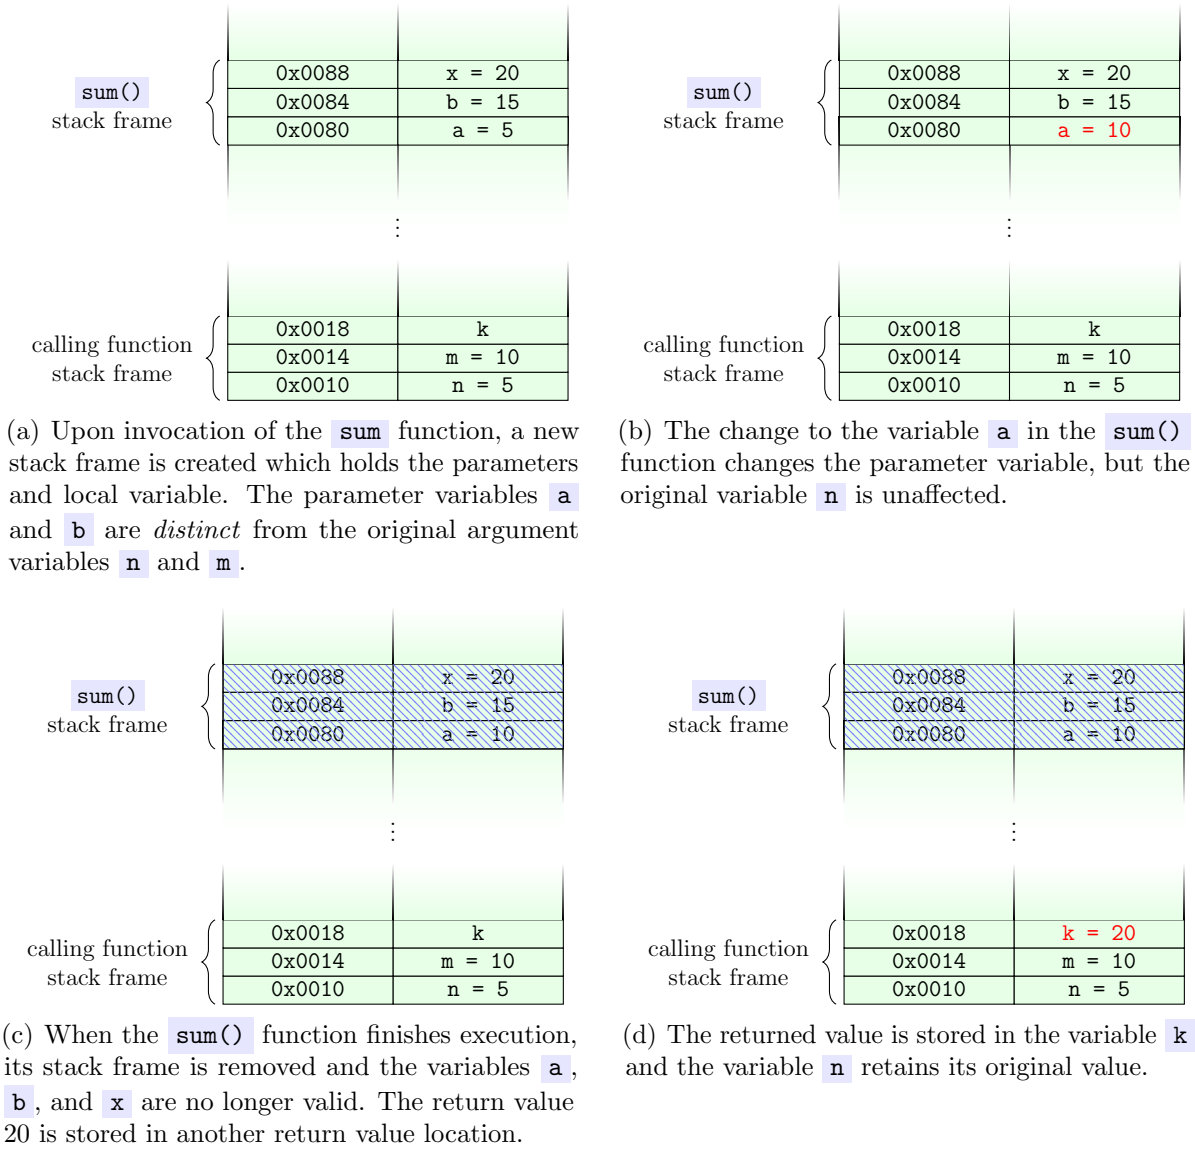 0x0088 x = 20
sum()
0x0084 b = 15
stack frame
0x0080 a = 5
⋮
0x0018 k
calling function
0x0014 m = 10
stack frame
0x0010 n = 5
(a) Upon invocation of the sum function, a new
stack frame is created which holds the parameters
and local variable. The parameter variables a
and b are distinct from the original argument
variables n and m.
0x0088 x = 20
sum()
0x0084 b = 15
stack frame
0x0080 a = 10
⋮
0x0018 k
calling function
0x0014 m = 10
stack frame
0x0010 n = 5
(b) The change to the variable a in the sum()
function changes the parameter variable, but the
original variable n is unaffected.
0x0088 x = 20
sum()
0x0084 b = 15
stack frame
0x0080 a = 10
⋮
0x0018 k
calling function
0x0014 m = 10
stack frame
0x0010 n = 5
(c) When the sum() function finishes execution,
its stack frame is removed and the variables a,
b, and x are no longer valid. The return value
20 is stored in another return value location.
0x0088 x = 20
sum()
0x0084 b = 15
stack frame
0x0080 a = 10
⋮
0x0018 k = 20
calling function
0x0014 m = 10
stack frame
0x0010 n = 5
(d) The returned value is stored in the variable k
and the variable n retains its original value.